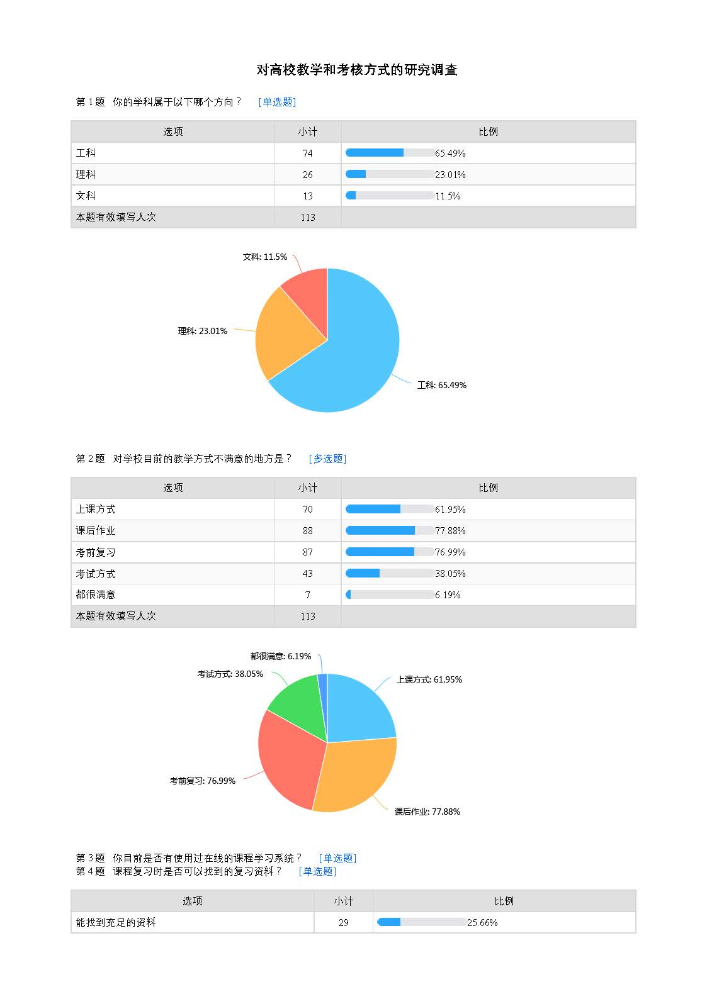 对高校教学和考核方式的研究调查
第1题 你的学科属于以下哪个方向？ [单选题]
选项 小计 比例
工科 74 65.49%
理科 26 23.01%
文科 13 11.5%
本题有效填写人次 113
文科: 11.5%
理科: 23.01%
工科: 65.49%
第2题 对学校目前的教学方式不满意的地方是？ [多选题]
选项 小计 比例
上课方式 70 61.95%
课后作业 88 77.88%
考前复习 87 76.99%
考试方式 43 38.05%
都很满意 7 6.19%
本题有效填写人次 113
都很满意: 6.19%
考试方式: 38.05%
上课方式: 61.95%
考前复习: 76.99%
课后作业: 77.88%
第3题 你目前是否有使用过在线的课程学习系统？ [单选题]
第4题 课程复习时是否可以找到的复习资料？ [单选题]
选项 小计 比例
能找到充足的资料 29 25.66%